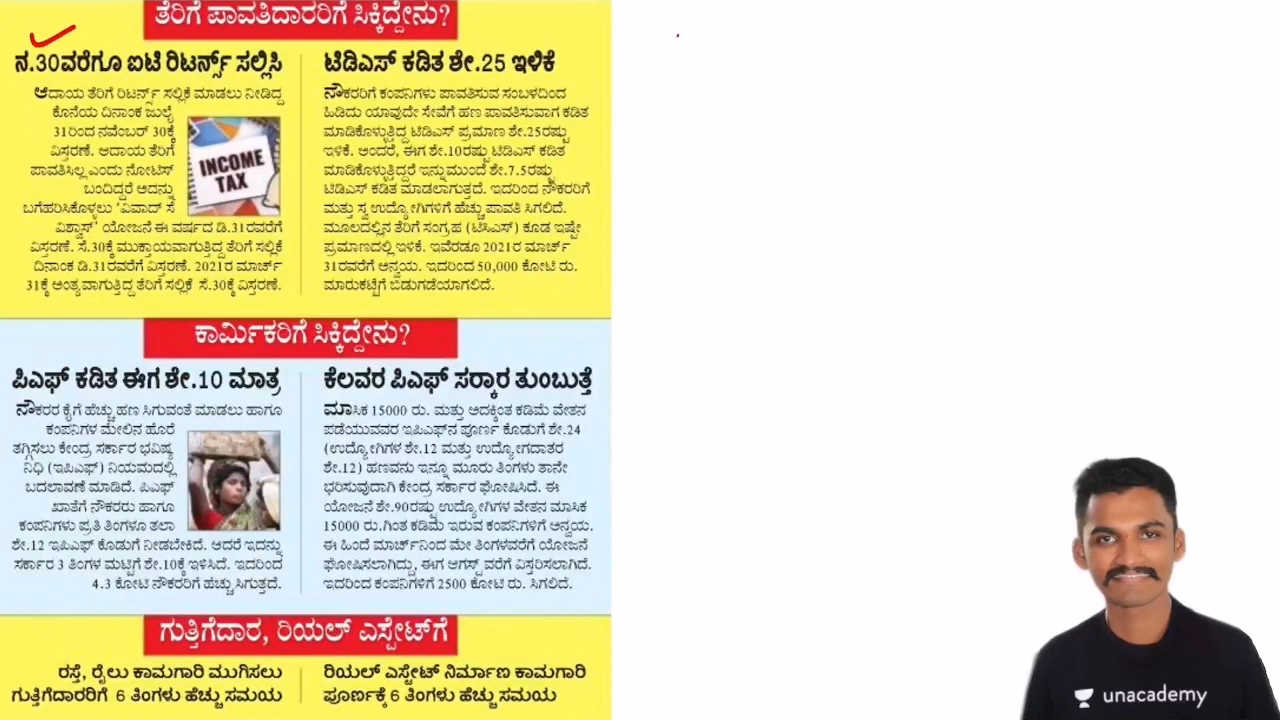 ತೆರಿಗೆ ಪಾವತಿದಾರರಿಗೆ ಸಿಕ್ಕಿದ್ದೇನು?
ನ.30ವರೆಗೂ ಐಟಿ ರಿಟರ್ನ್ಸ್ ಸಲ್ಲಿಸಿ
ಆದಾಯ ತೆರಿಗೆ ರಿಟರ್ನ್ಸ್ ಸಲ್ಲಿಕೆ ಮಾಡಲು ನೀಡಿದ್ದ
ಕೊನೆಯ ದಿನಾಂಕ ಜುಲೈ
31ರಿಂದ ನವೆಂಬರ್ 30ಕ್ಕೆ
ವಿಸ್ತರಣೆ. ಆದಾಯ ತೆರಿಗೆ
ಪಾವತಿಸಿಲ್ಲ ಎಂದು ನೋಟಿಸ್
ಬಂದಿದ್ದರೆ ಅದನ್ನು
ಬಗೆಹರಿಸಿಕೊಳ್ಳಲು 'ವಿವಾದ್ ಸೆ
ವಿಶ್ವಾಸ್' ಯೋಜನೆ ಈ ವರ್ಷದ ಡಿ.31ರವರೆಗೆ
ವಿಸ್ತರಣೆ. ಸೆ.30ಕ್ಕೆ ಮುಕ್ತಾಯವಾಗುತ್ತಿದ್ದ ತೆರಿಗೆ ಸಲ್ಲಿಕೆ
ದಿನಾಂಕ ಡಿ.31ರವರೆಗೆ ವಿಸ್ತರಣೆ. 2021ರ ಮಾರ್ಚ್
31ಕ್ಕೆ ಅಂತ್ಯವಾಗುತ್ತಿದ್ದ ತೆರಿಗೆ ಸಲ್ಲಿಕೆ ಸೆ.30ಕ್ಕೆ ವಿಸ್ತರಣೆ.
INCOME
TAX
ಟಿಡಿಎಸ್ ಕಡಿತ ಶೇ.25 ಇಳಿಕೆ
ನೌಕರರಿಗೆ ಕಂಪನಿಗಳು ಪಾವತಿಸುವ ಸಂಬಳದಿಂದ
ಹಿಡಿದು ಯಾವುದೇ ಸೇವೆಗೆ ಹಣ ಪಾವತಿಸುವಾಗ ಕಡಿತ
ಮಾಡಿಕೊಳ್ಳುತ್ತಿದ್ದ ಟಿಡಿಎಸ್ ಪ್ರಮಾಣ ಶೇ.25ರಷ್ಟು
ಇಳಿಕೆ. ಅಂದರೆ, ಈಗ ಶೇ.10ರಷ್ಟು ಟಿಡಿಎಸ್ ಕಡಿತ
ಮಾಡಿಕೊಳ್ಳುತ್ತಿದ್ದರೆ ಇನ್ನುಮುಂದೆ ಶೇ.7.5ರಷ್ಟು
ಟಿಡಿಎಸ್ ಕಡಿತ ಮಾಡಲಾಗುತ್ತದೆ. ಇದರಿಂದ ನೌಕರರಿಗೆ
ಮತ್ತು ಸ್ವ ಉದ್ಯೋಗಿಗಳಿಗೆ ಹೆಚ್ಚು ಪಾವತಿ ಸಿಗಲಿದೆ.
ಮೂಲದಲ್ಲಿನ ತೆರಿಗೆ ಸಂಗ್ರಹ (ಟಿಸಿಎಸ್) ಕೂಡ ಇಷ್ಟೇ
ಪ್ರಮಾಣದಲ್ಲಿ ಇಳಿಕೆ. ಇವೆರಡೂ 2021ರ ಮಾರ್ಚ್
31ರವರೆಗೆ ಅನ್ವಯ. ಇದರಿಂದ 50,000 ಕೋಟಿ ರು.
ಮಾರುಕಟ್ಟೆಗೆ ಬಿಡುಗಡೆಯಾಗಲಿದೆ.
ಕಾರ್ಮಿಕರಿಗೆ ಸಿಕ್ಕಿದ್ದೇನು?
ಪಿಎಫ್ ಕಡಿತ ಈಗ ಶೇ.10 ಮಾತ್ರ
ನೌಕರರ ಕೈಗೆ ಹೆಚ್ಚು ಹಣ ಸಿಗುವಂತೆ ಮಾಡಲು ಹಾಗೂ
ಕಂಪನಿಗಳ ಮೇಲಿನ ಹೊರೆ
ತಗ್ಗಿಸಲು ಕೇಂದ್ರ ಸರ್ಕಾರ ಭವಿಷ್ಯ
ನಿಧಿ (ಇಪಿಎಫ್) ನಿಯಮದಲ್ಲಿ
ಬದಲಾವಣೆ ಮಾಡಿದೆ. ಪಿಎಫ್
ಖಾತೆಗೆ ನೌಕರರು ಹಾಗೂ
ಕಂಪನಿಗಳು ಪ್ರತಿ ತಿಂಗಳೂ ತಲಾ
ಶೇ.12 ಇಪಿಎಫ್ ಕೊಡುಗೆ ನೀಡಬೇಕಿದೆ. ಆದರೆ ಇದನ್ನು
ಸರ್ಕಾರ 3 ತಿಂಗಳ ಮಟ್ಟಿಗೆ ಶೇ.10ಕ್ಕೆ ಇಳಿಸಿದೆ. ಇದರಿಂದ
4.3 ಕೋಟಿ ನೌಕರರಿಗೆ ಹೆಚ್ಚು ಸಿಗುತ್ತದೆ.
ಕೆಲವರ ಪಿಎಫ್ ಸರ್ಕಾರ ತುಂಬುತ್ತೆ
ಮಾಸಿಕ 15000 ರು. ಮತ್ತು ಅದಕ್ಕಿಂತ ಕಡಿಮೆ ವೇತನ
ಪಡೆಯುವವರ ಇಪಿಎಫ್‌ನ ಪೂರ್ಣ ಕೊಡುಗೆ ಶೇ.24
(ಉದ್ಯೋಗಿಗಳ ಶೇ.12 ಮತ್ತು ಉದ್ಯೋಗದಾತರ
ಶೇ.12) ಹಣವನು ಇನ್ನೂ ಮೂರು ತಿಂಗಳು ತಾನೇ
ಭರಿಸುವುದಾಗಿ ಕೇಂದ್ರ ಸರ್ಕಾರ ಘೋಷಿಸಿದೆ. ಈ
ಯೋಜನೆ ಶೇ.90ರಷ್ಟು ಉದ್ಯೋಗಿಗಳ ವೇತನ ಮಾಸಿಕ
15000 ರು.ಗಿಂತ ಕಡಿಮೆ ಇರುವ ಕಂಪನಿಗಳಿಗೆ ಅನ್ವಯ.
ಈ ಹಿಂದೆ ಮಾರ್ಚ್‌ನಿಂದ ಮೇ ತಿಂಗಳವರೆಗೆ ಯೋಜನೆ
ಘೋಷಿಸಲಾಗಿದ್ದು, ಈಗ ಆಗಸ್ಟ್ ವರೆಗೆ ವಿಸ್ತರಿಸಲಾಗಿದೆ.
ಇದರಿಂದ ಕಂಪನಿಗಳಿಗೆ 2500 ಕೋಟಿ ರು. ಸಿಗಲಿದೆ.
ಗುತ್ತಿಗೆದಾರ, ರಿಯಲ್ ಎಸ್ಟೇಟ್‌ಗೆ
ರಸ್ತೆ, ರೈಲು ಕಾಮಗಾರಿ ಮುಗಿಸಲು
ಗುತ್ತಿಗೆದಾರರಿಗೆ 6 ತಿಂಗಳು ಹೆಚ್ಚು ಸಮಯ
ರಿಯಲ್ ಎಸ್ಟೇಟ್ ನಿರ್ಮಾಣ ಕಾಮಗಾರಿ
ಪೂರ್ಣಕ್ಕೆ 6 ತಿಂಗಳು ಹೆಚ್ಚು ಸಮಯ
unacademy